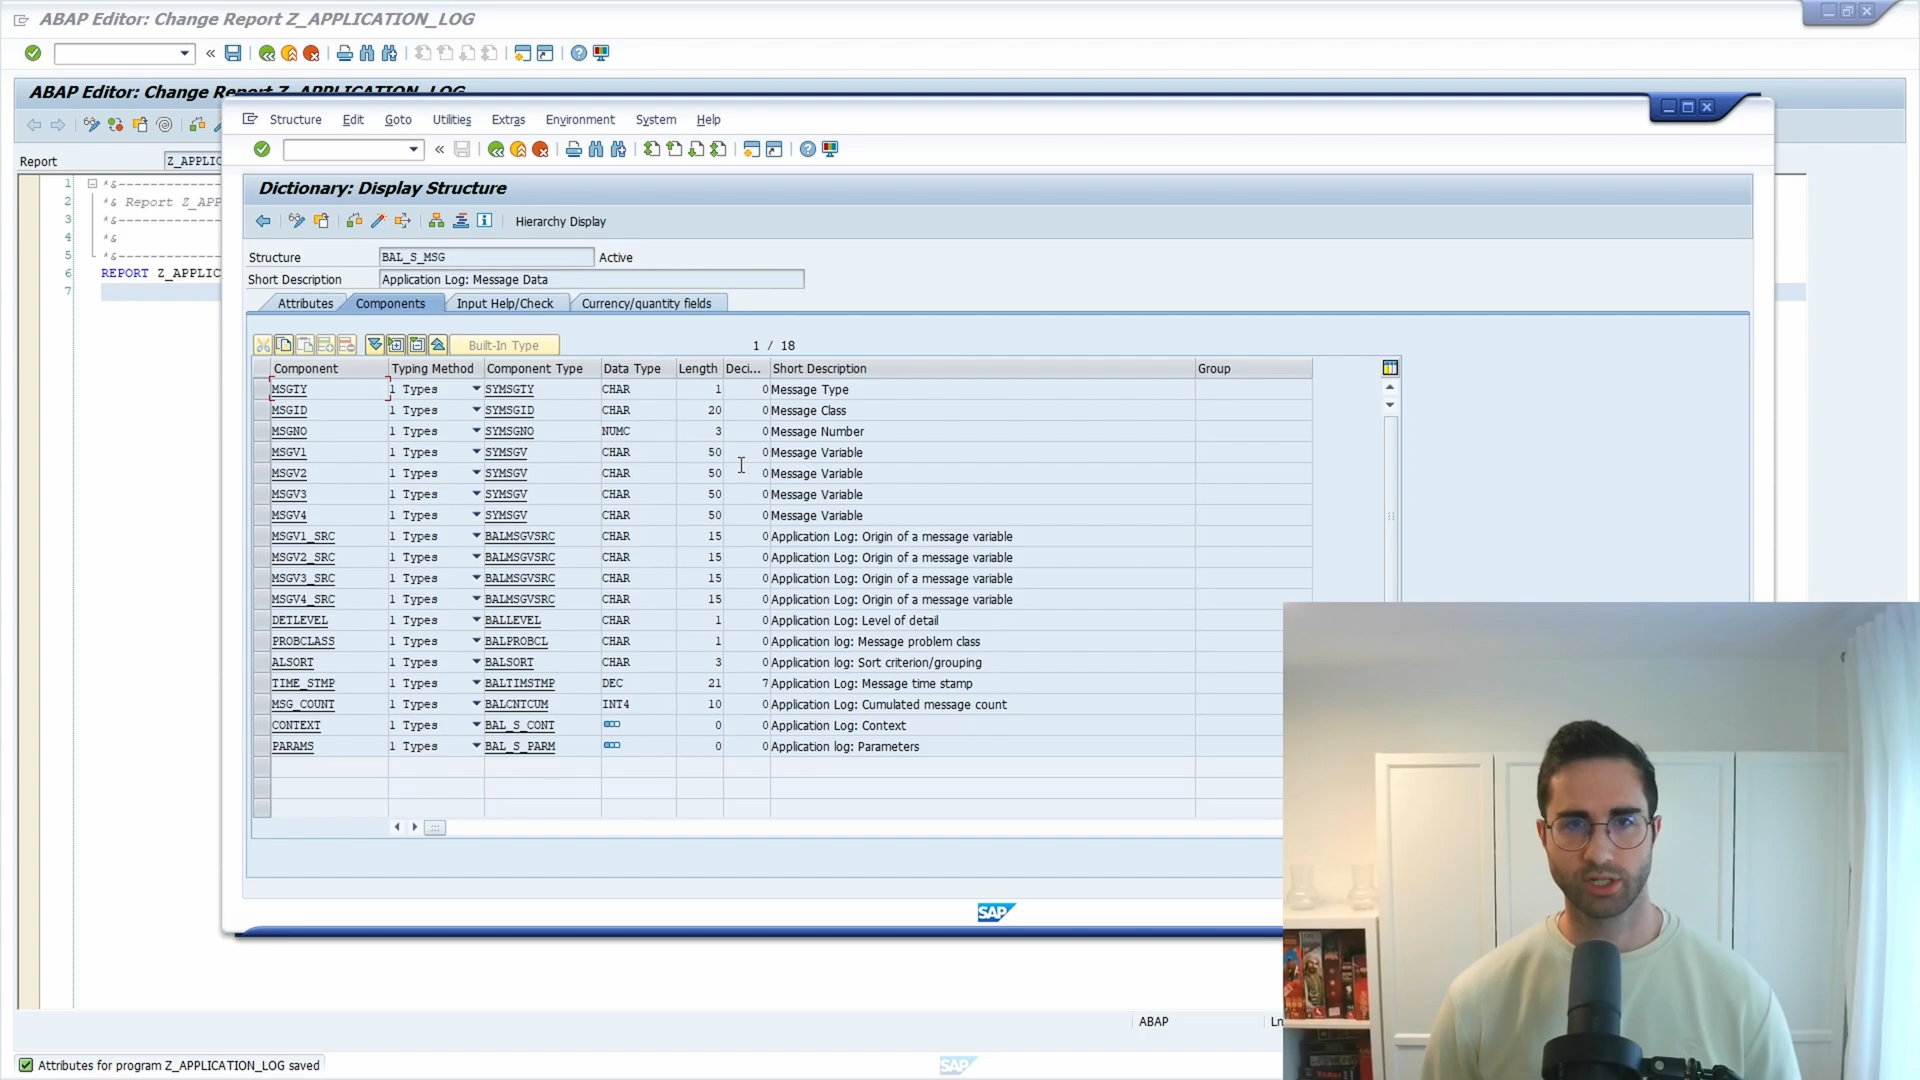 ABAP Editor: Change Report Z_APPLICATION_LOG
ABAP Editor: Change Report Z_APPLICATION_LOG
Report Z_APPLIC
1 *&---------------
2 *& Report Z_APP
3 *&---------------
4 *&
5 *&---------------
6 REPORT Z_APPLIC
7
Structure Edit Goto Utilities Extras Environment System Help
Dictionary: Display Structure
Hierarchy Display
Structure BAL_S_MSG Active
Short Description Application Log: Message Data
Attributes Components Input Help/Check Currency/quantity fields
Built-In Type 1 / 18
Component Typing Method Component Type Data Type Length Deci... Short Description Group
MSGTY 1 Types SYMSGTY CHAR 1 0 Message Type
MSGID 1 Types SYMSGID CHAR 20 0 Message Class
MSGNO 1 Types SYMSGNO NUMC 3 0 Message Number
MSGV1 1 Types SYMSGV CHAR 50 0 Message Variable
MSGV2 1 Types SYMSGV CHAR 50 0 Message Variable
MSGV3 1 Types SYMSGV CHAR 50 0 Message Variable
MSGV4 1 Types SYMSGV CHAR 50 0 Message Variable
MSGV1_SRC 1 Types BALMSGVSRC CHAR 15 0 Application Log: Origin of a message variable
MSGV2_SRC 1 Types BALMSGVSRC CHAR 15 0 Application Log: Origin of a message variable
MSGV3_SRC 1 Types BALMSGVSRC CHAR 15 0 Application Log: Origin of a message variable
MSGV4_SRC 1 Types BALMSGVSRC CHAR 15 0 Application Log: Origin of a message variable
DETLEVEL 1 Types BALLEVEL CHAR 1 0 Application Log: Level of detail
PROBCLASS 1 Types BALPROBCL CHAR 1 0 Application log: Message problem class
ALSORT 1 Types BALSORT CHAR 3 0 Application log: Sort criterion/grouping
TIME_STMP 1 Types BALTIMSTMP DEC 21 7 Application Log: Message time stamp
MSG_COUNT 1 Types BALCNTCUM INT4 10 0 Application Log: Cumulated message count
CONTEXT 1 Types BAL_S_CONT 0 0 Application Log: Context
PARAMS 1 Types BAL_S_PARM 0 0 Application log: Parameters
SAP
ABAP Ln
Attributes for program Z_APPLICATION_LOG saved
SAP